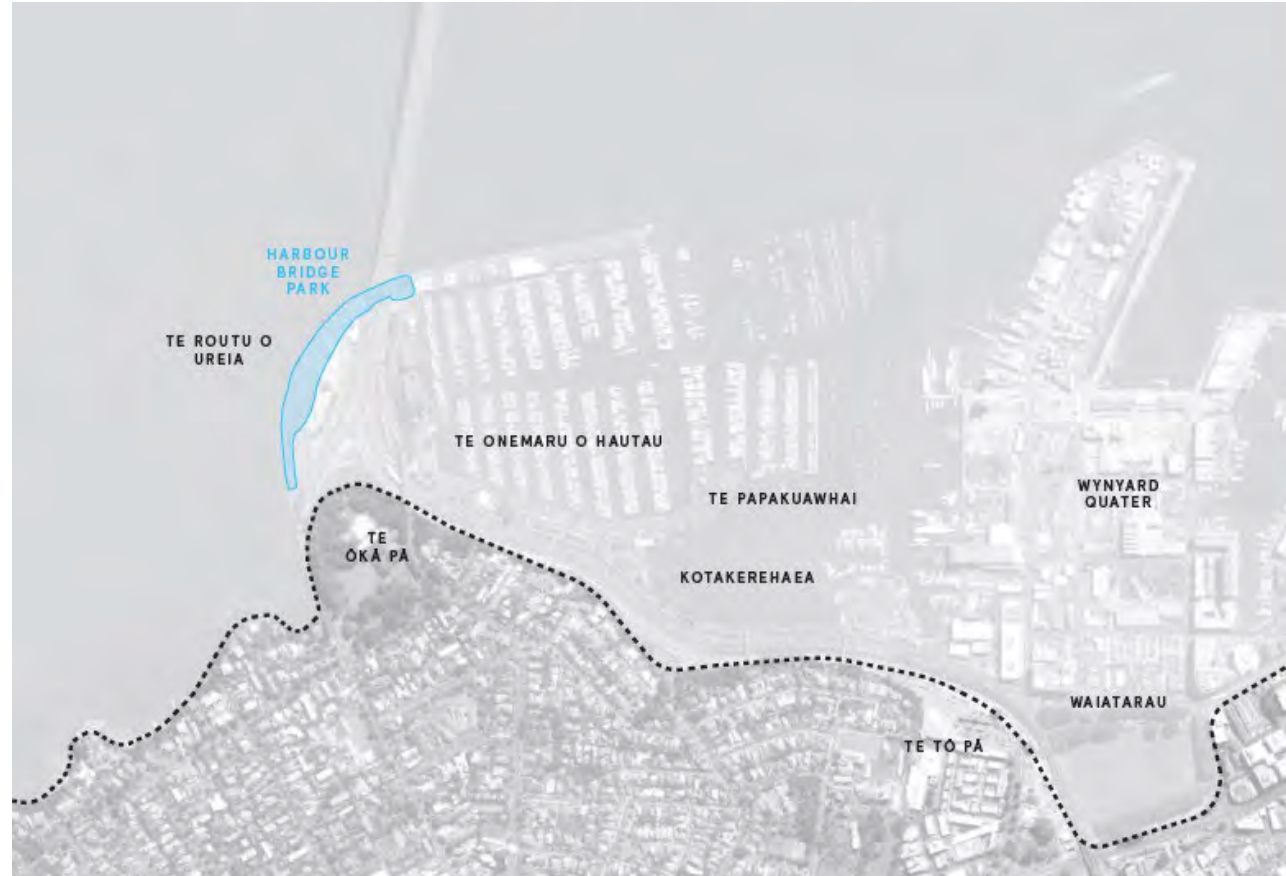 HARBOUR
BRIDGE
PARK
TE ROUTU O
UREIA
TE ONEMARU O HAUTAU
TE PAPAKUAWHAI
WYNYARD
QUATER
TE
ŌKĀ PĀ
KOTAKEREHAEA
WAIATARAU
TE TŌ PĀ